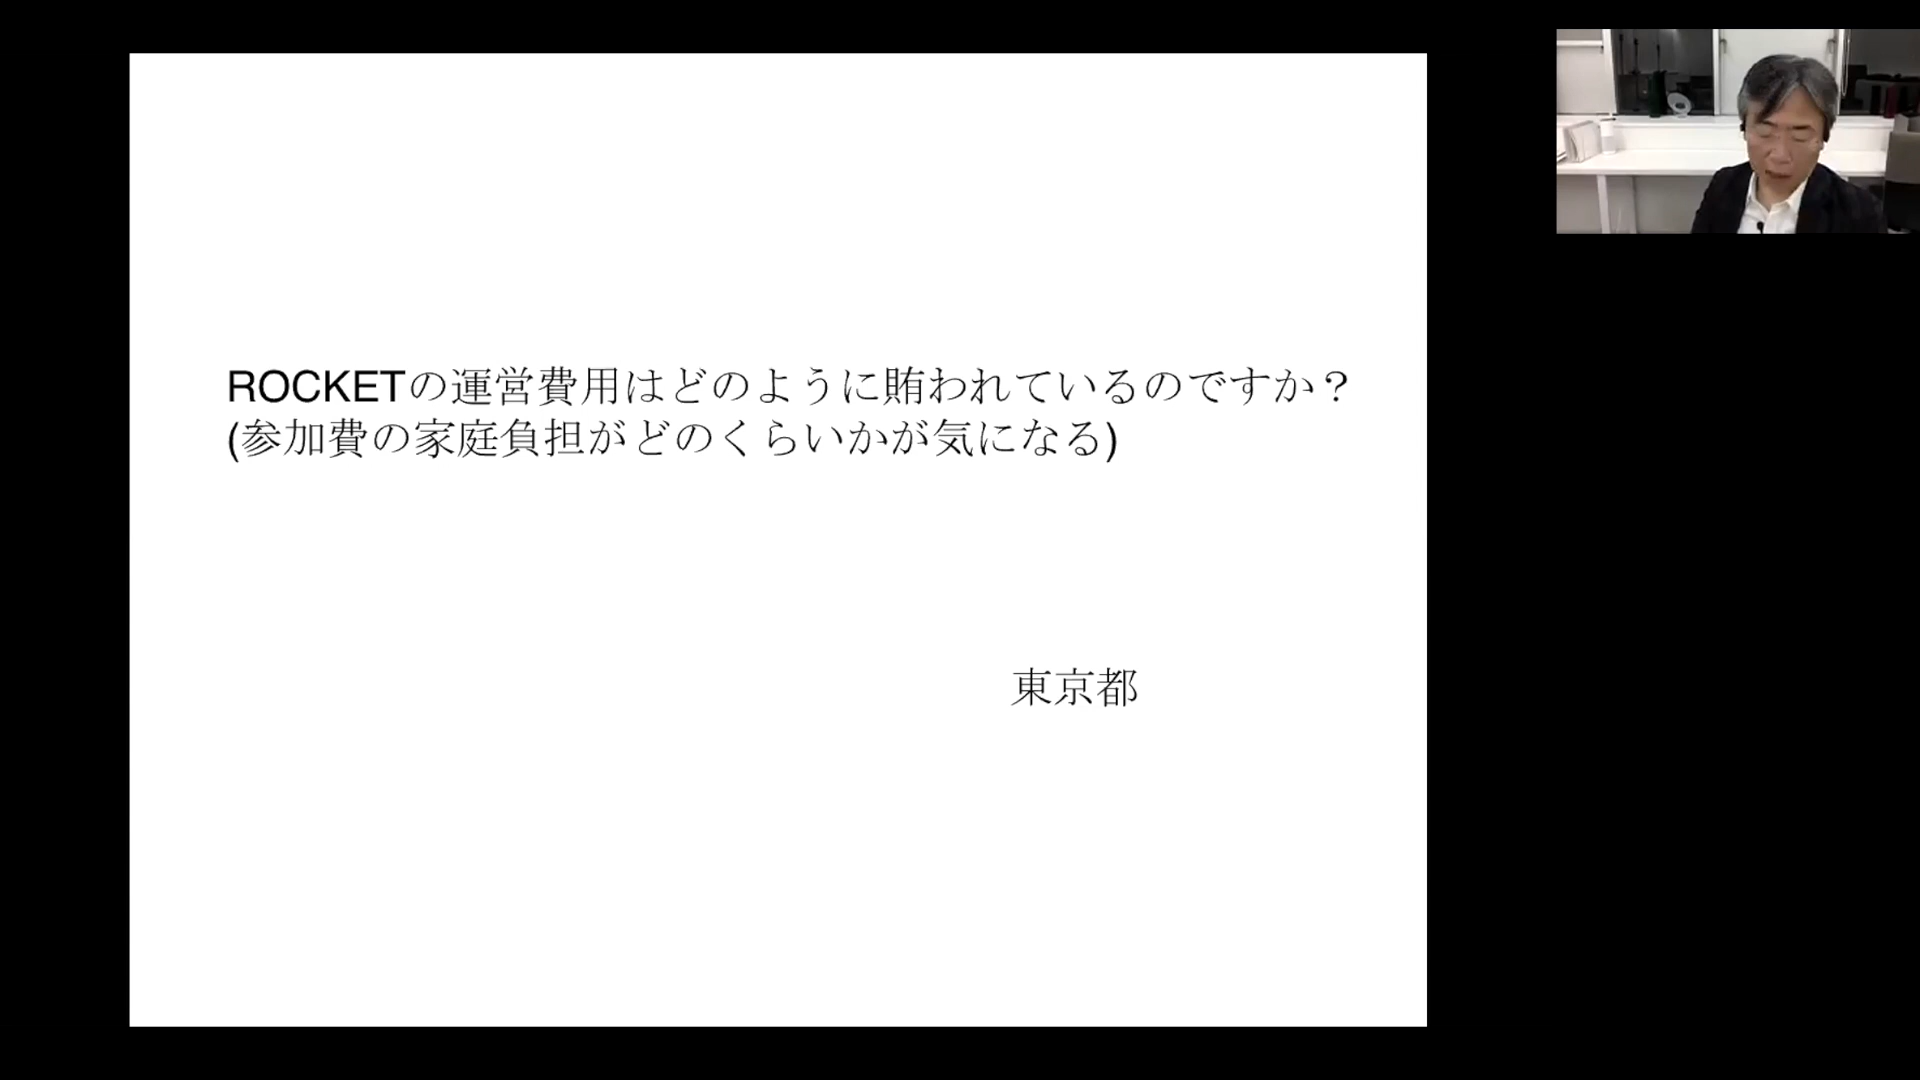 ROCKETの運営費用はどのように賄われているのですか？
(参加費の家庭負担がどのくらいかが気になる)
東京都